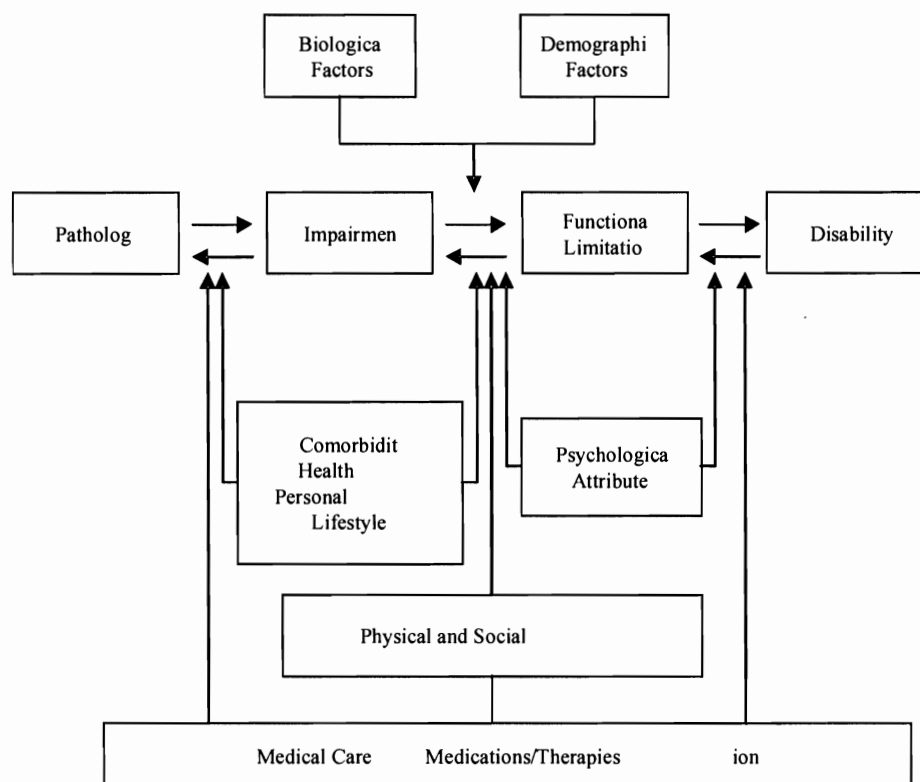 Biologica
Factors
Demographi
Factors
Patholog
Impairmen
Functiona
Limitatio
Disability
Comorbidit
Health
Personal
Lifestyle
Psychologica
Attribute
Physical and Social
Medical Care Medications/Therapies ion